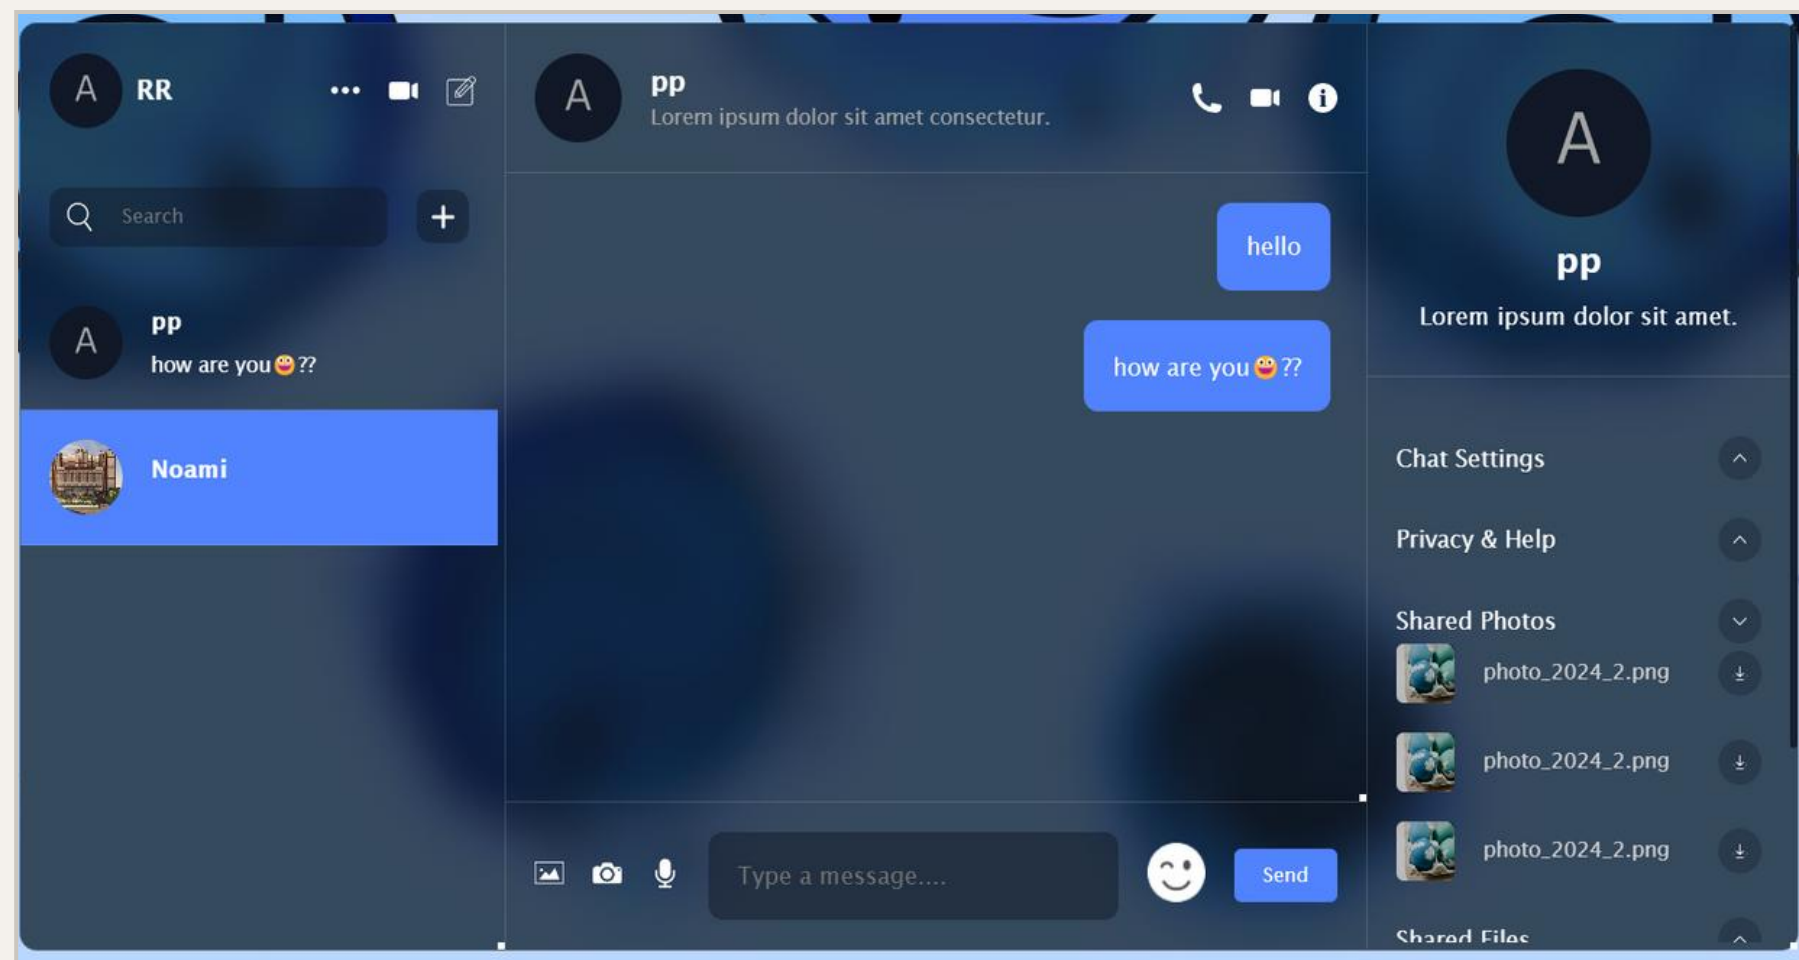 A
RR
Search
A
pp
how are you😀??
Noami
A
pp
Lorem ipsum dolor sit amet consectetur.
hello
how are you😀??
Type a message....
Send
A
pp
Lorem ipsum dolor sit amet.
Chat Settings
Privacy & Help
Shared Photos
photo_2024_2.png
photo_2024_2.png
photo_2024_2.png
Shared Files